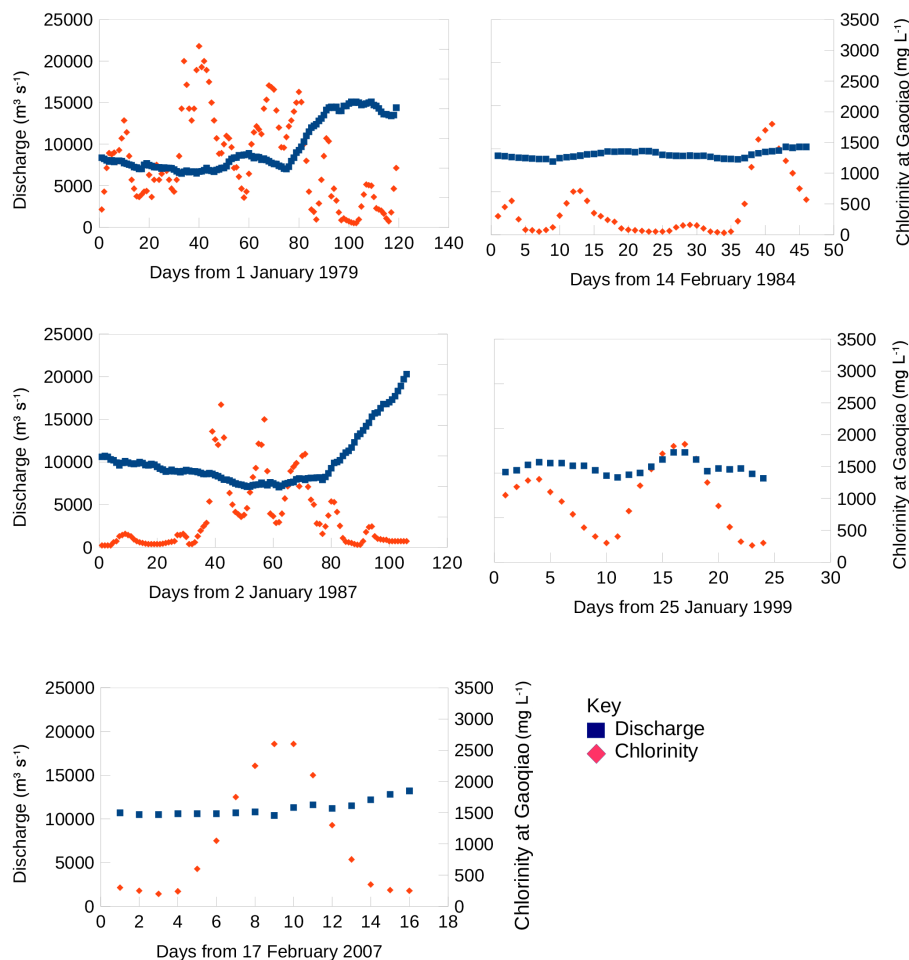 25000
20000
15000
10000
5000
0
Discharge (m³ s⁻¹)
0 20 40 60 80 100 120 140
Days from 1 January 1979
3500
3000
2500
2000
1500
1000
500
0
Chlorinity at Gaoqiao (mg L⁻¹)
0 5 10 15 20 25 30 35 40 45 50
Days from 14 February 1984
25000
20000
15000
10000
5000
0
Discharge (m³ s⁻¹)
0 20 40 60 80 100 120
Days from 2 January 1987
3500
3000
2500
2000
1500
1000
500
0
Chlorinity at Gaoqiao (mg L⁻¹)
0 5 10 15 20 25 30
Days from 25 January 1999
25000
20000
15000
10000
5000
0
Discharge (m³ s⁻¹)
3500
3000
2500
2000
1500
1000
500
0
Chlorinity at Gaoqiao (mg L⁻¹)
0 2 4 6 8 10 12 14 16 18
Days from 17 February 2007
Key
Discharge
Chlorinity